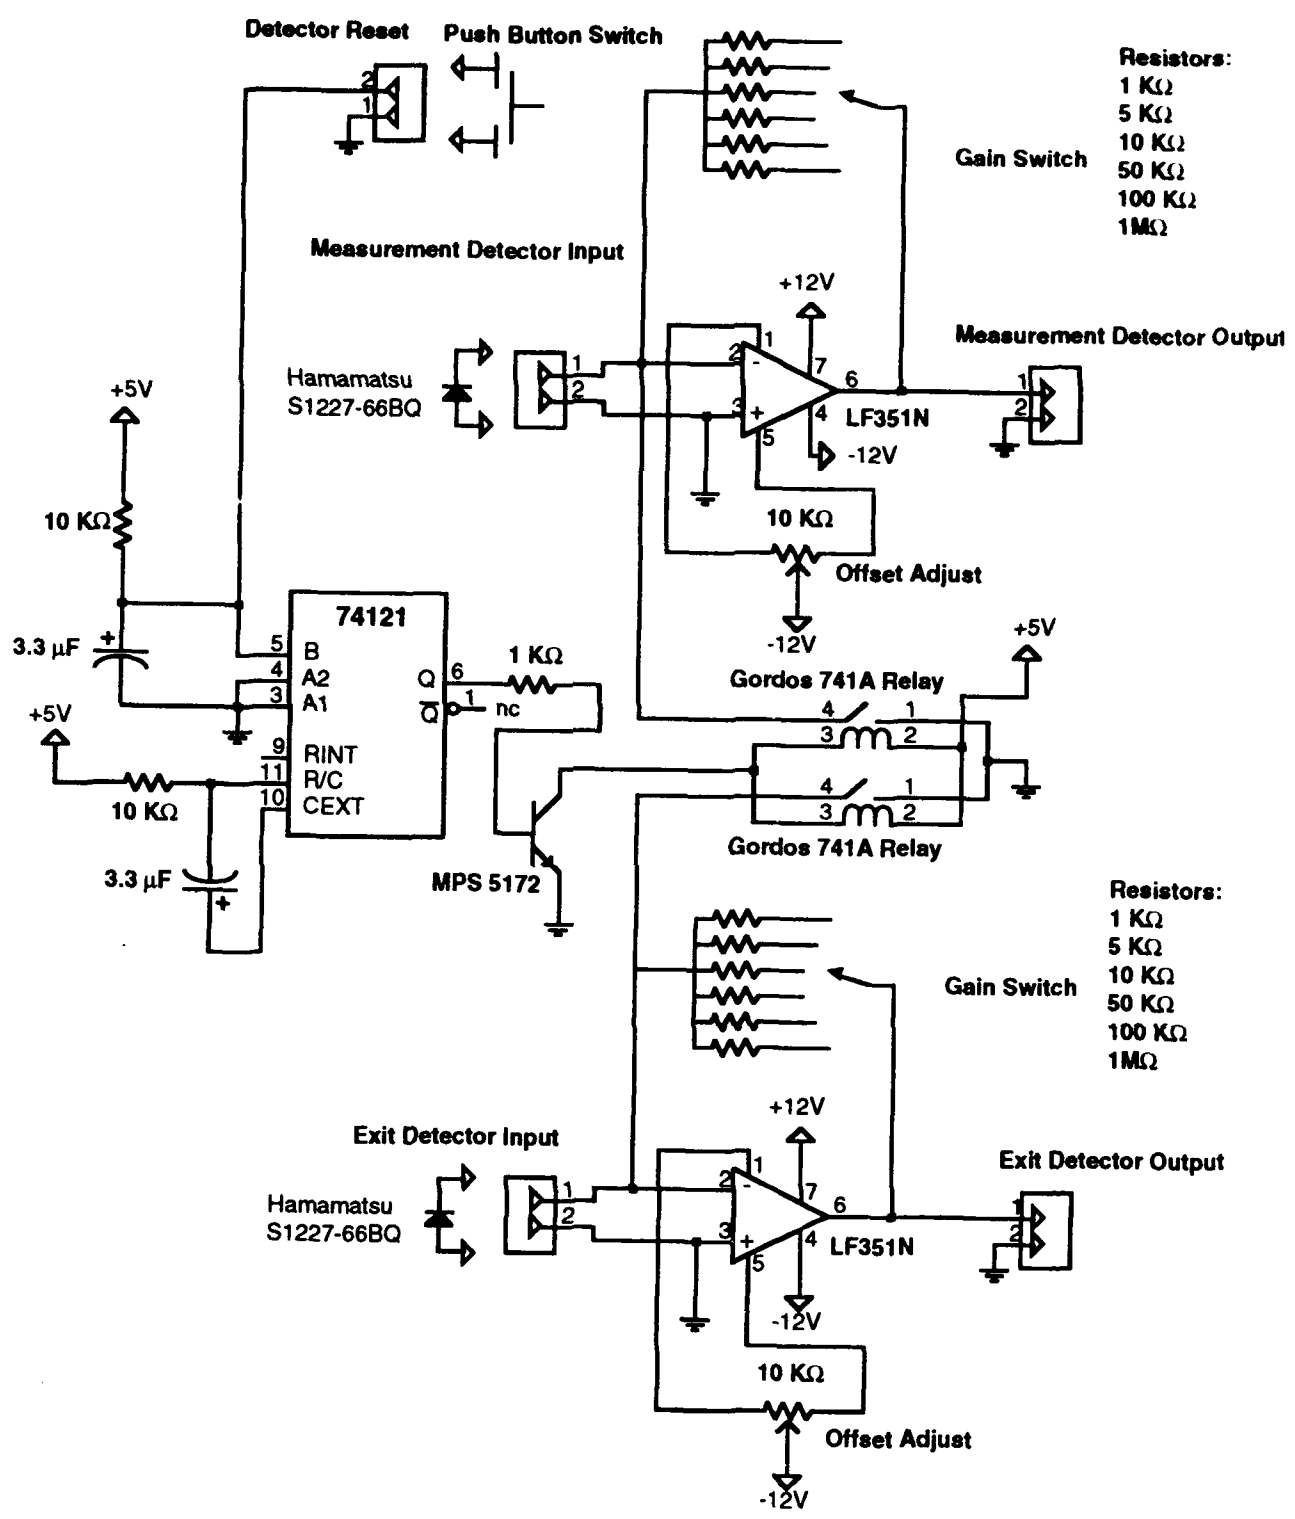 Detector Reset
Push Button Switch
2
1
Resistors:
1 KΩ
5 KΩ
10 KΩ
50 KΩ
100 KΩ
1MΩ
Gain Switch
Measurement Detector Input
+12V
Measurement Detector Output
1
2
-
7
6
1
2
Hamamatsu
S1227-66BQ
1
2
3
+
4
5
LF351N
-12V
+5V
10 KΩ
10 KΩ
Offset Adjust
-12V
+5V
74121
3.3 µF
+
5
B
4
A2
3
A1
Q
6
1 KΩ
Q
1
nc
Gordos 741A Relay
4
1
3
2
+5V
9
RINT
11
R/C
10
CEXT
10 KΩ
4
1
3
2
Gordos 741A Relay
3.3 µF
+
MPS 5172
Resistors:
1 KΩ
5 KΩ
10 KΩ
50 KΩ
100 KΩ
1MΩ
Gain Switch
+12V
Exit Detector Input
Exit Detector Output
1
2
-
7
6
1
2
Hamamatsu
S1227-66BQ
1
2
3
+
4
5
LF351N
-12V
10 KΩ
Offset Adjust
-12V